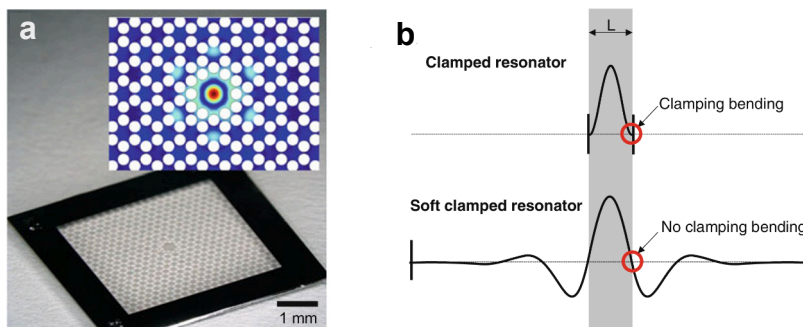 a
1 mm
b
L
Clamped resonator
Clamping bending
Soft clamped resonator
No clamping bending